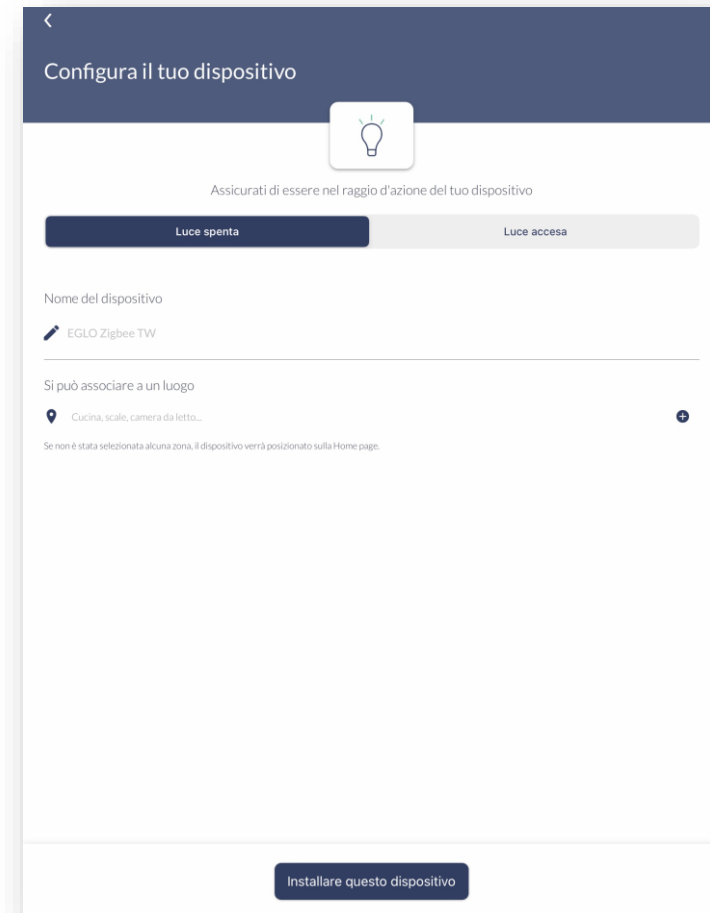 Configura il tuo dispositivo
Assicurati di essere nel raggio d'azione del tuo dispositivo
Luce spenta
Luce accesa
Nome del dispositivo
EGLO Zigbee TW
Si può associare a un luogo
Cucina, scale, camera da letto...
Se non è stata selezionata alcuna zona, il dispositivo verrà posizionato sulla Home page.
Installare questo dispositivo